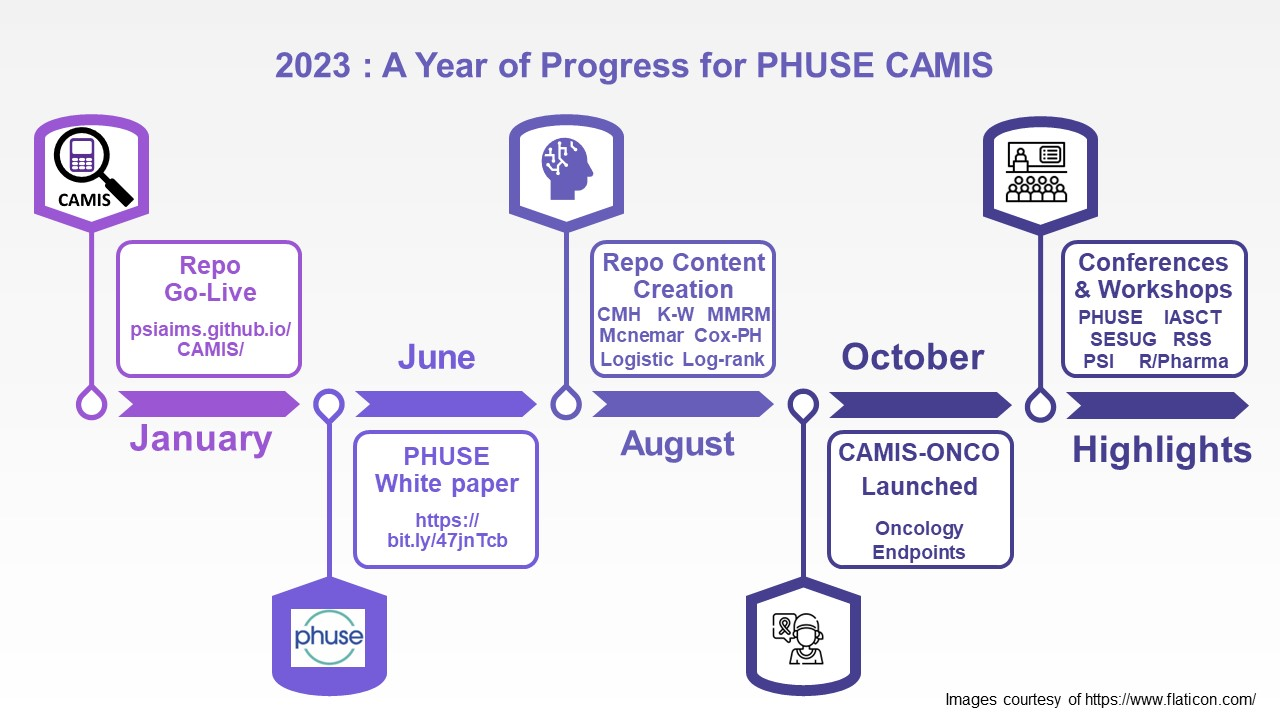 2023 : A Year of Progress for PHUSE CAMIS
CAMIS
Repo
Go-Live
psiaims.github.io/
CAMIS/
January
June
PHUSE
White paper
https://
bit.ly/47jnTcb
phuse
Repo Content
Creation
CMH K-W MMRM
Mcnemar Cox-PH
Logistic Log-rank
August
October
CAMIS-ONCO
Launched
Oncology
Endpoints
Conferences
& Workshops
PHUSE IASCT
SESUG RSS
PSI R/Pharma
Highlights
Images courtesy of https://www.flaticon.com/